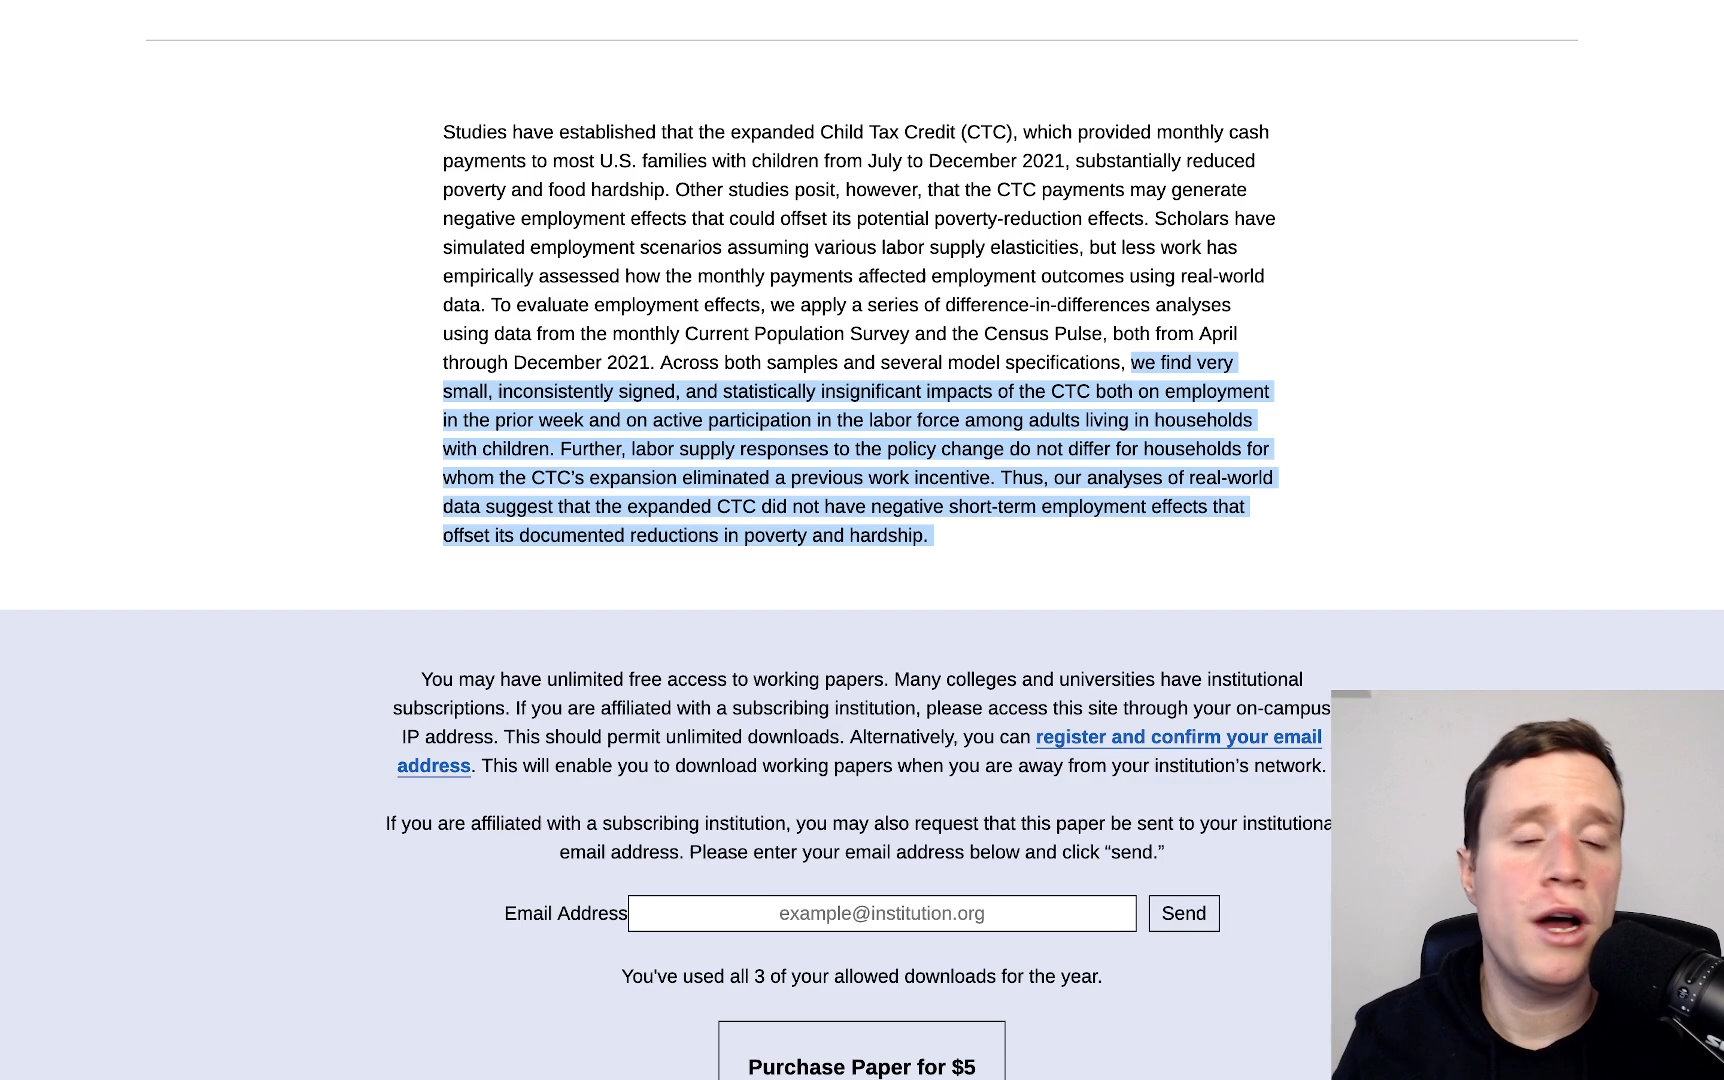 Studies have established that the expanded Child Tax Credit (CTC), which provided monthly cash
payments to most U.S. families with children from July to December 2021, substantially reduced
poverty and food hardship. Other studies posit, however, that the CTC payments may generate
negative employment effects that could offset its potential poverty-reduction effects. Scholars have
simulated employment scenarios assuming various labor supply elasticities, but less work has
empirically assessed how the monthly payments affected employment outcomes using real-world
data. To evaluate employment effects, we apply a series of difference-in-differences analyses
using data from the monthly Current Population Survey and the Census Pulse, both from April
through December 2021. Across both samples and several model specifications, we find very
small, inconsistently signed, and statistically insignificant impacts of the CTC both on employment
in the prior week and on active participation in the labor force among adults living in households
with children. Further, labor supply responses to the policy change do not differ for households for
whom the CTC's expansion eliminated a previous work incentive. Thus, our analyses of real-world
data suggest that the expanded CTC did not have negative short-term employment effects that
offset its documented reductions in poverty and hardship.
You may have unlimited free access to working papers. Many colleges and universities have institutional
subscriptions. If you are affiliated with a subscribing institution, please access this site through your on-campus
IP address. This should permit unlimited downloads. Alternatively, you can register and confirm your email
address. This will enable you to download working papers when you are away from your institution's network.
If you are affiliated with a subscribing institution, you may also request that this paper be sent to your institutiona
email address. Please enter your email address below and click “send.”
Email Address example@institution.org Send
You've used all 3 of your allowed downloads for the year.
Purchase Paper for $5